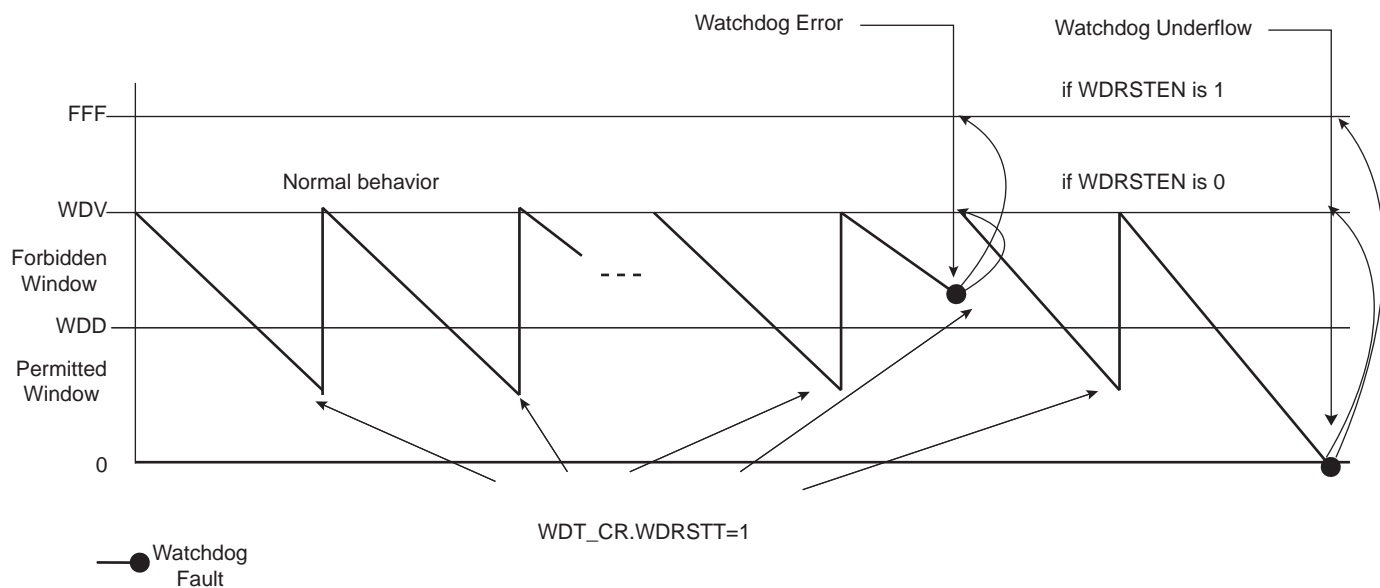 Watchdog Error
Watchdog Underflow
if WDRSTEN is 1
FFF
Normal behavior
if WDRSTEN is 0
WDV
Forbidden
Window
WDD
Permitted
Window
0
WDT_CR.WDRSTT=1
Watchdog
Fault